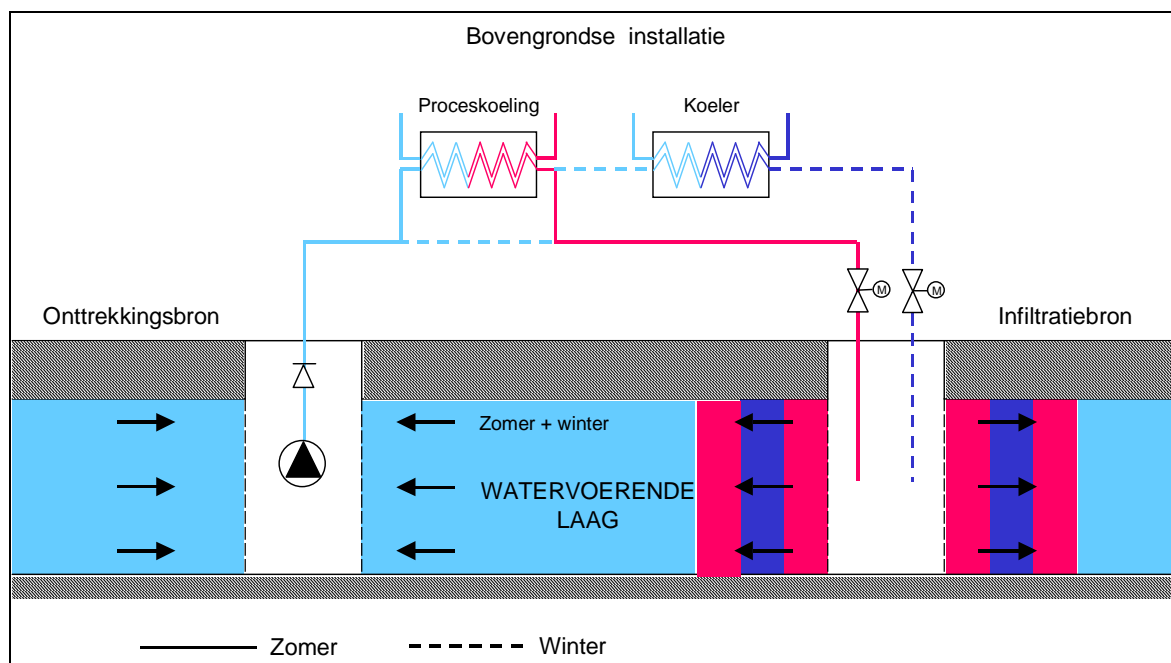 Bovengrondse installatie
Proceskoeling
Koeler
M
M
Onttrekkingsbron
Infiltratiebron
Zomer + winter
WATERVOERENDE
LAAG
Zomer
Winter